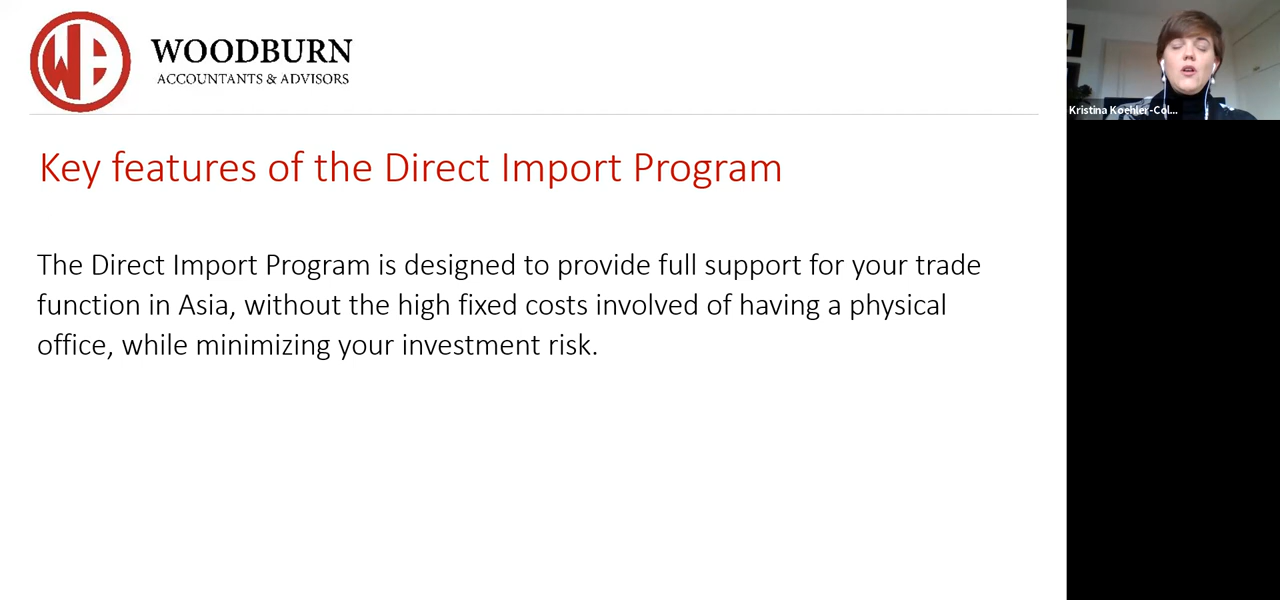 WOODBURN
ACCOUNTANTS & ADVISORS
Kristina Koehler-Col...
Key features of the Direct Import Program
The Direct Import Program is designed to provide full support for your trade
function in Asia, without the high fixed costs involved of having a physical
office, while minimizing your investment risk.